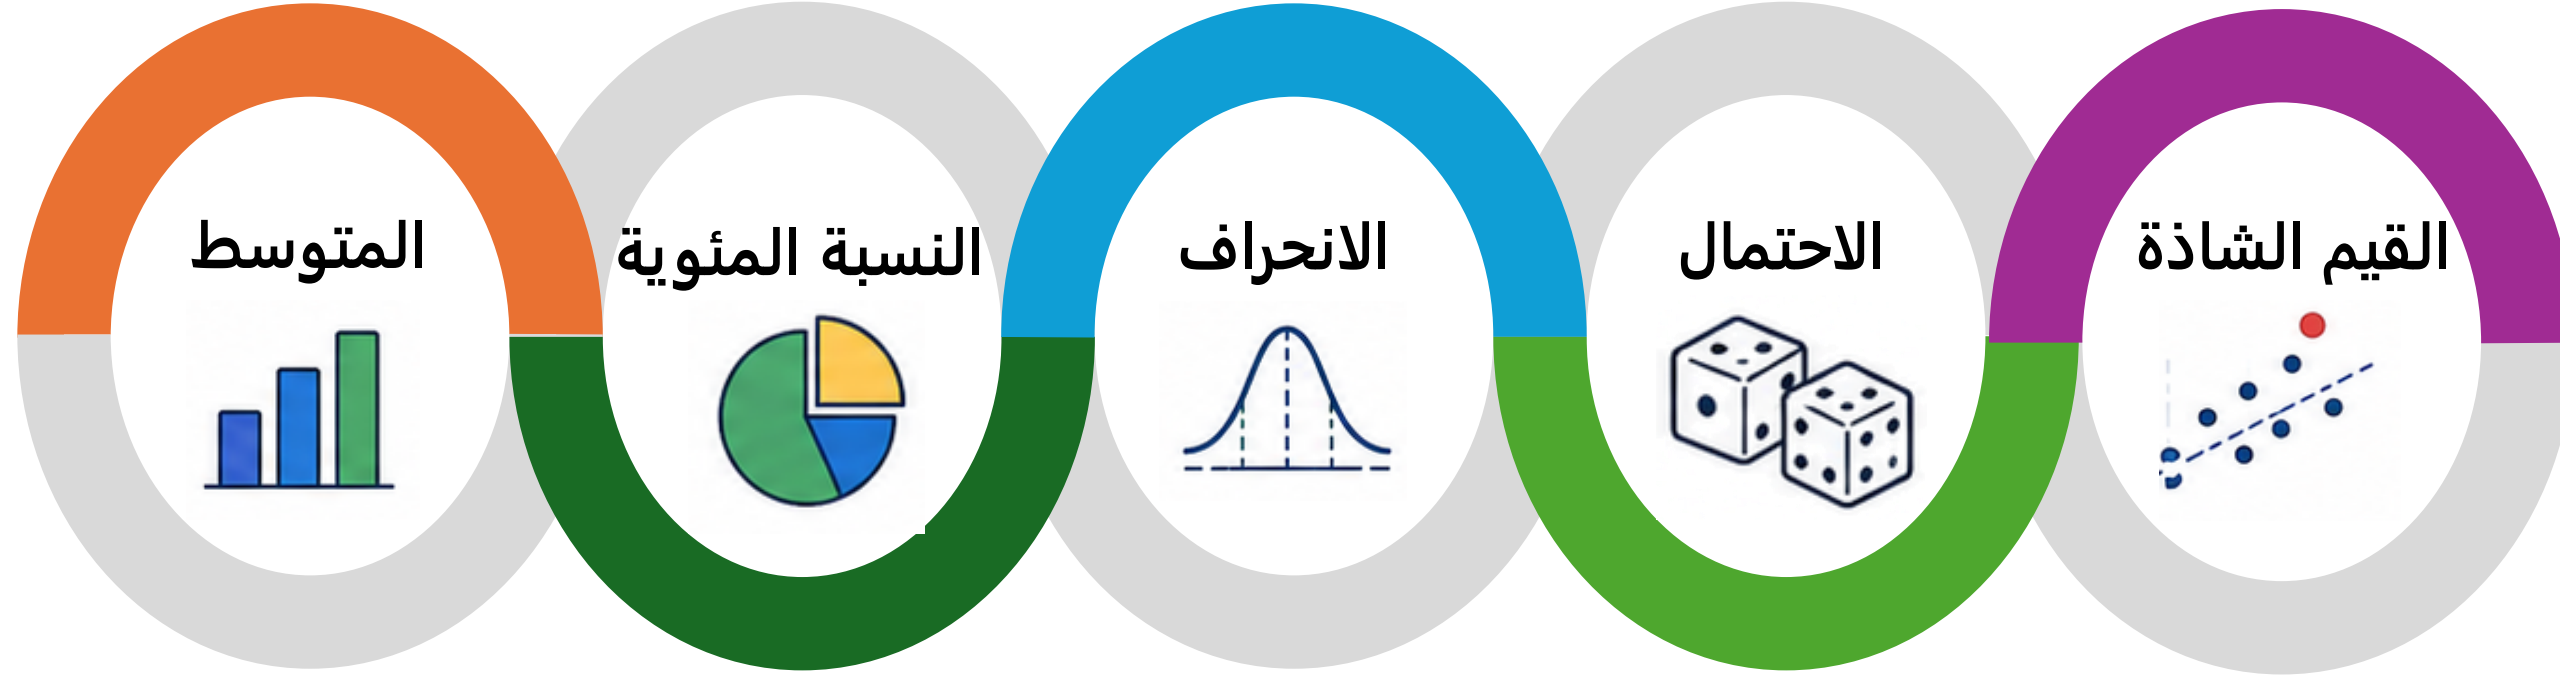 القيم الشاذة
الاحتمال
الانحراف
النسبة المئوية
المتوسط